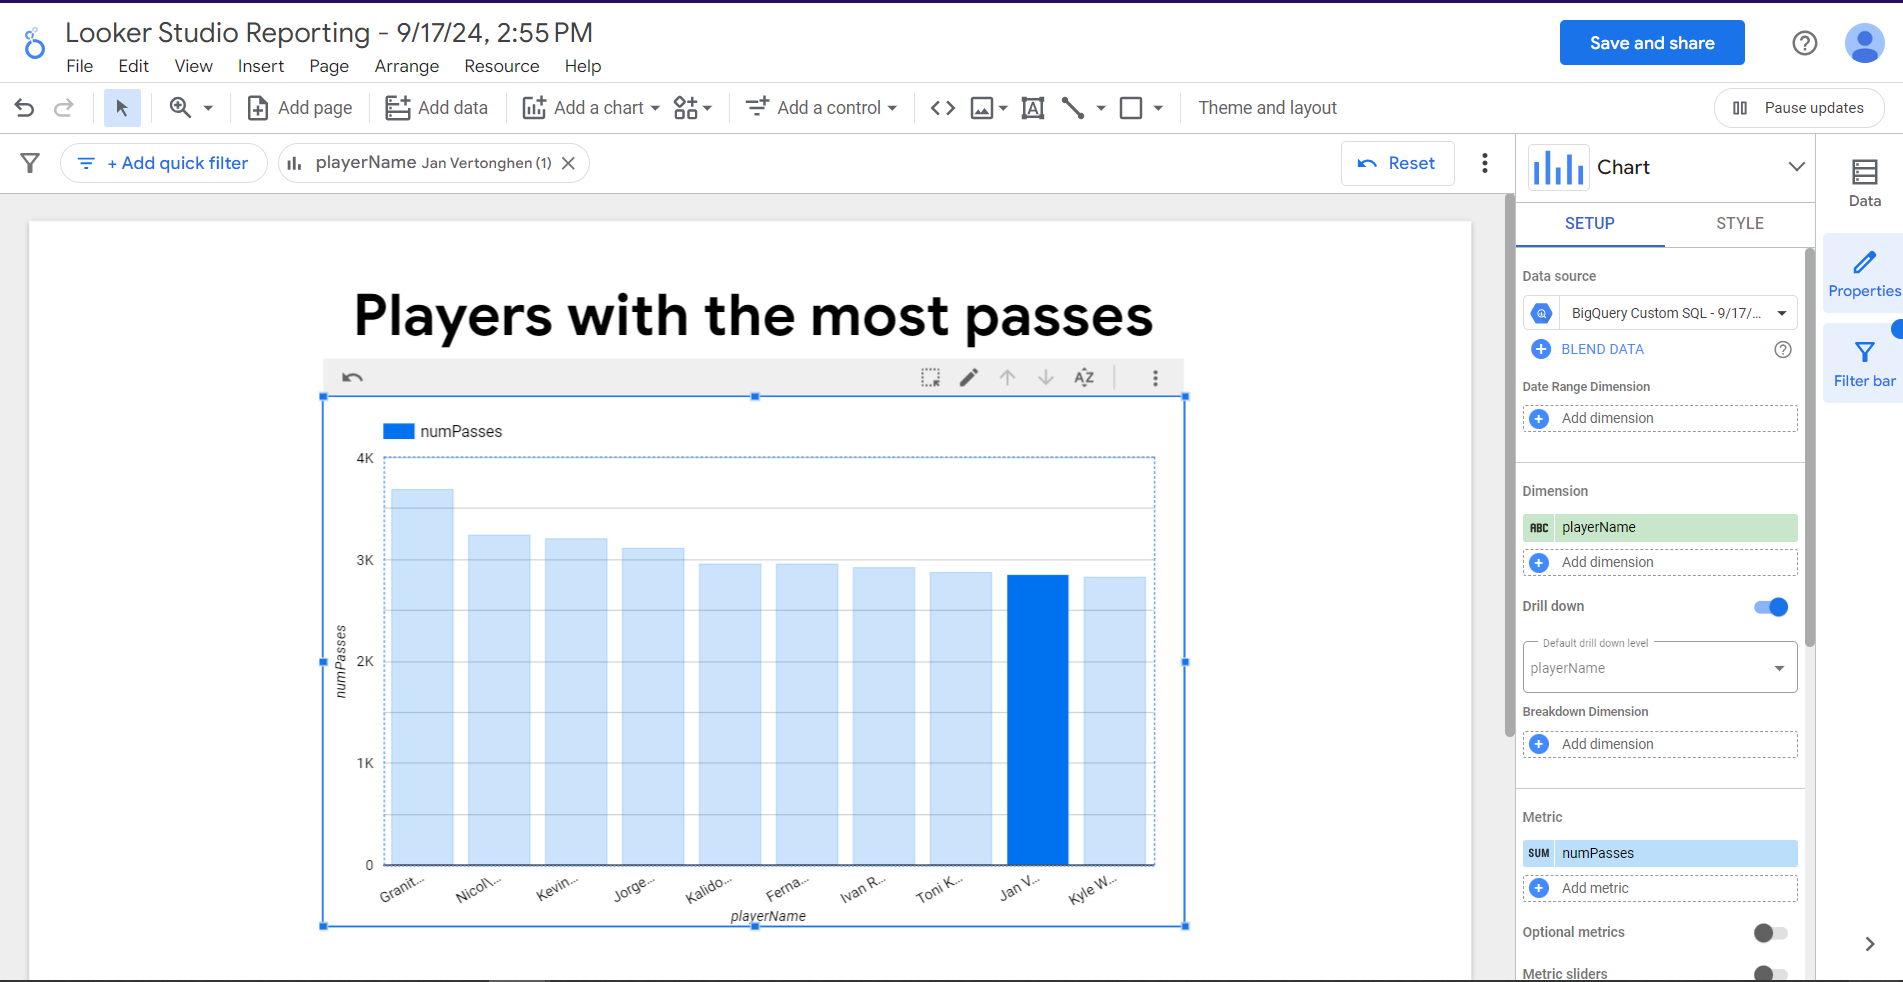 Looker Studio Reporting - 9/17/24, 2:55 PM
File Edit View Insert Page Arrange Resource Help
Save and share
Add page Add data Add a chart Add a control Theme and layout Pause updates
+ Add quick filter playerName Jan Vertonghen (1) Reset
Players with the most passes
numPasses
4K
3K
2K
1K
0
numPasses
Granit... Nicol\... Kevin... Jorge... Kalido... Ferna... Ivan R... Toni K... Jan V... Kyle W...
playerName
Chart
SETUP STYLE
Data source
BigQuery Custom SQL - 9/17/...
BLEND DATA
Date Range Dimension
Add dimension
Dimension
ABC playerName
Add dimension
Drill down
Default drill down level
playerName
Breakdown Dimension
Add dimension
Metric
SUM numPasses
Add metric
Optional metrics
Metric sliders
Data
Properties
Filter bar